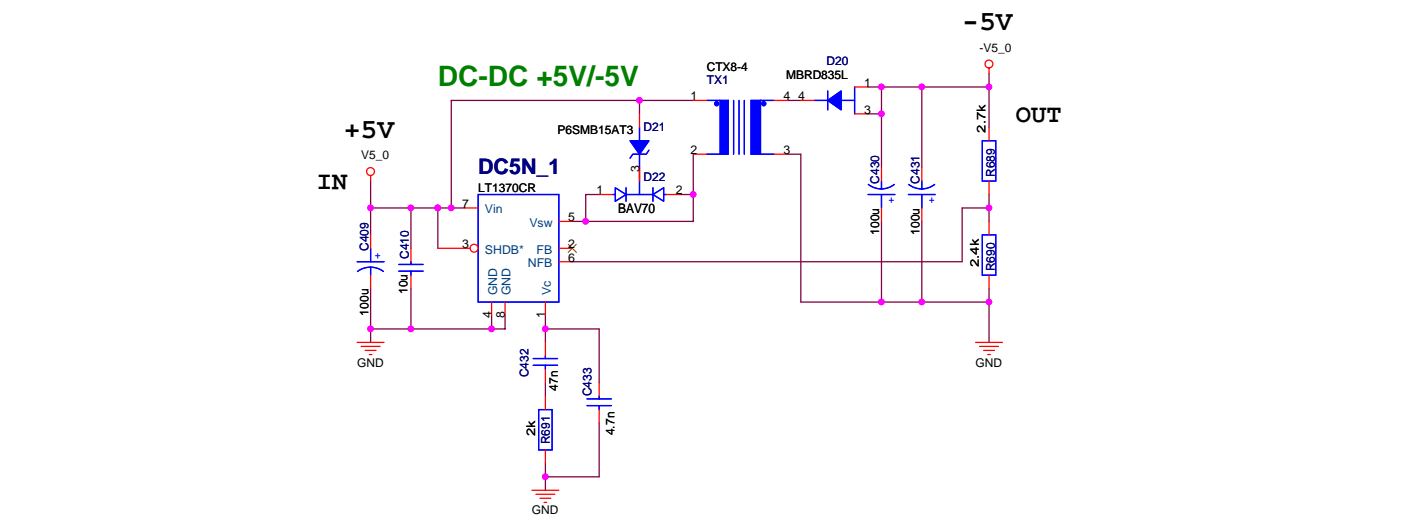 -5V
-V5_0
DC-DC +5V/-5V
CTX8-4
TX1
D20
MBRD835L
1
4
4
1
3
2.7k
R689
OUT
+5V
V5_0
IN
P6SMB15AT3
D21
3
D22
1
2
BAV70
2
3
DC5N_1
LT1370CR
7
Vin
Vsw
5
3
SHDB*
FB
2
NFB
6
GND
GND
Vc
4
8
1
C409
+
100u
C410
10u
C430
+
100u
C431
+
100u
2.4k
R690
GND
GND
C432
47n
C433
4.7n
2k
R691
GND